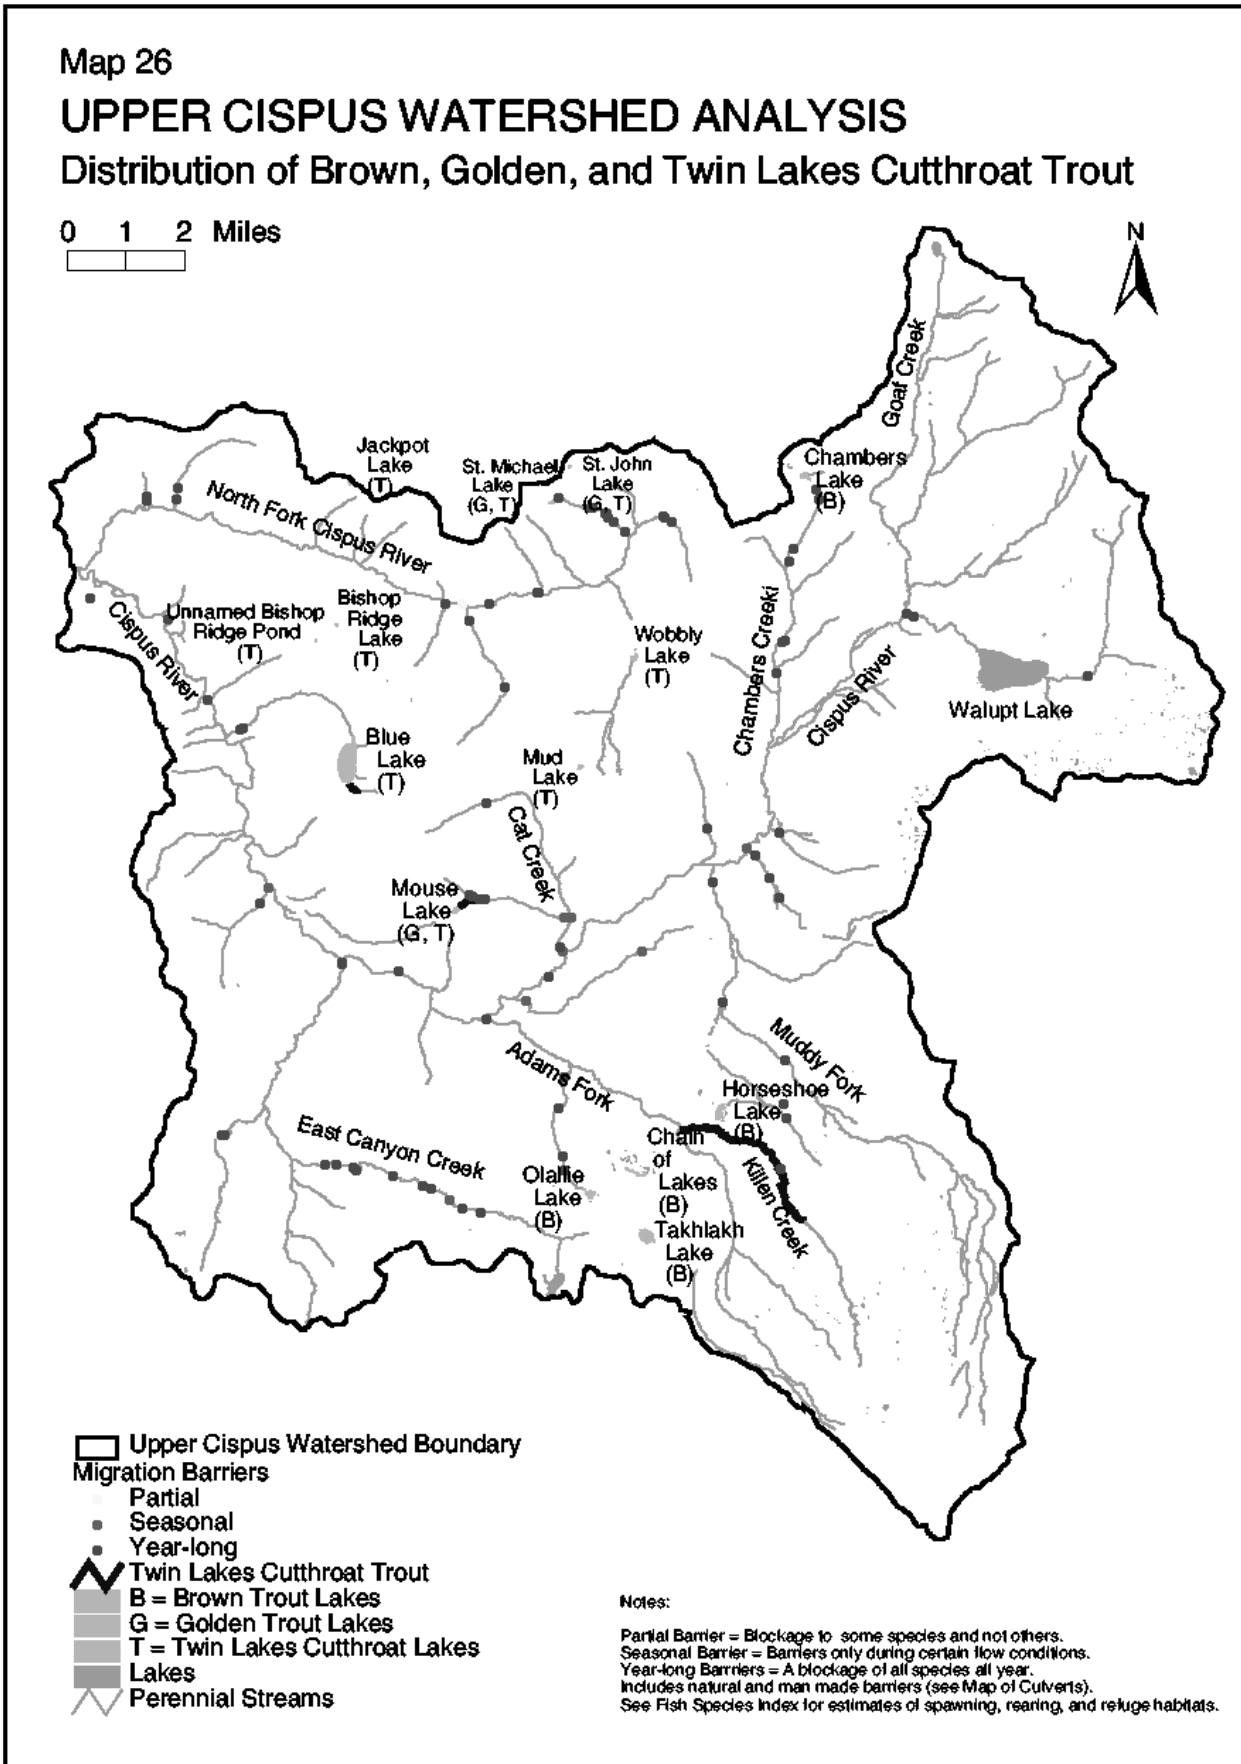 Map 26
UPPER CISPUS WATERSHED ANALYSIS
Distribution of Brown, Golden, and Twin Lakes Cutthroat Trout
0 1 2 Miles
N
Goat Creek
Jackpot
Lake
(T)
St. Michael
Lake
(G, T)
St. John
Lake
(G, T)
Chambers
Lake
(B)
North Fork Cispus River
Cispus River
Unnamed Bishop
Ridge Pond
(T)
Bishop
Ridge
Lake
(T)
Wobbly
Lake
(T)
Chambers Creeki
Cispus River
Walupt Lake
Blue
Lake
(T)
Mud
Lake
(T)
Cat Creek
Mouse
Lake
(G, T)
Adams Fork
Muddy Fork
Horseshoe
Lake
(B)
East Canyon Creek
Chain
of
Lakes
(B)
Killen Creek
Olallie
Lake
(B)
Takhlakh
Lake
(B)
Upper Cispus Watershed Boundary
Migration Barriers
Partial
Seasonal
Year-long
Twin Lakes Cutthroat Trout
B = Brown Trout Lakes
G = Golden Trout Lakes
T = Twin Lakes Cutthroat Lakes
Lakes
Perennial Streams
Notes:
Partial Barrier = Blockage to some species and not others.
Seasonal Barrier = Barriers only during certain flow conditions.
Year-long Barrriers = A blockage of all species all year.
Includes natural and man made barriers (see Map of Culverts).
See Fish Species Index for estimates of spawning, rearing, and refuge habitats.